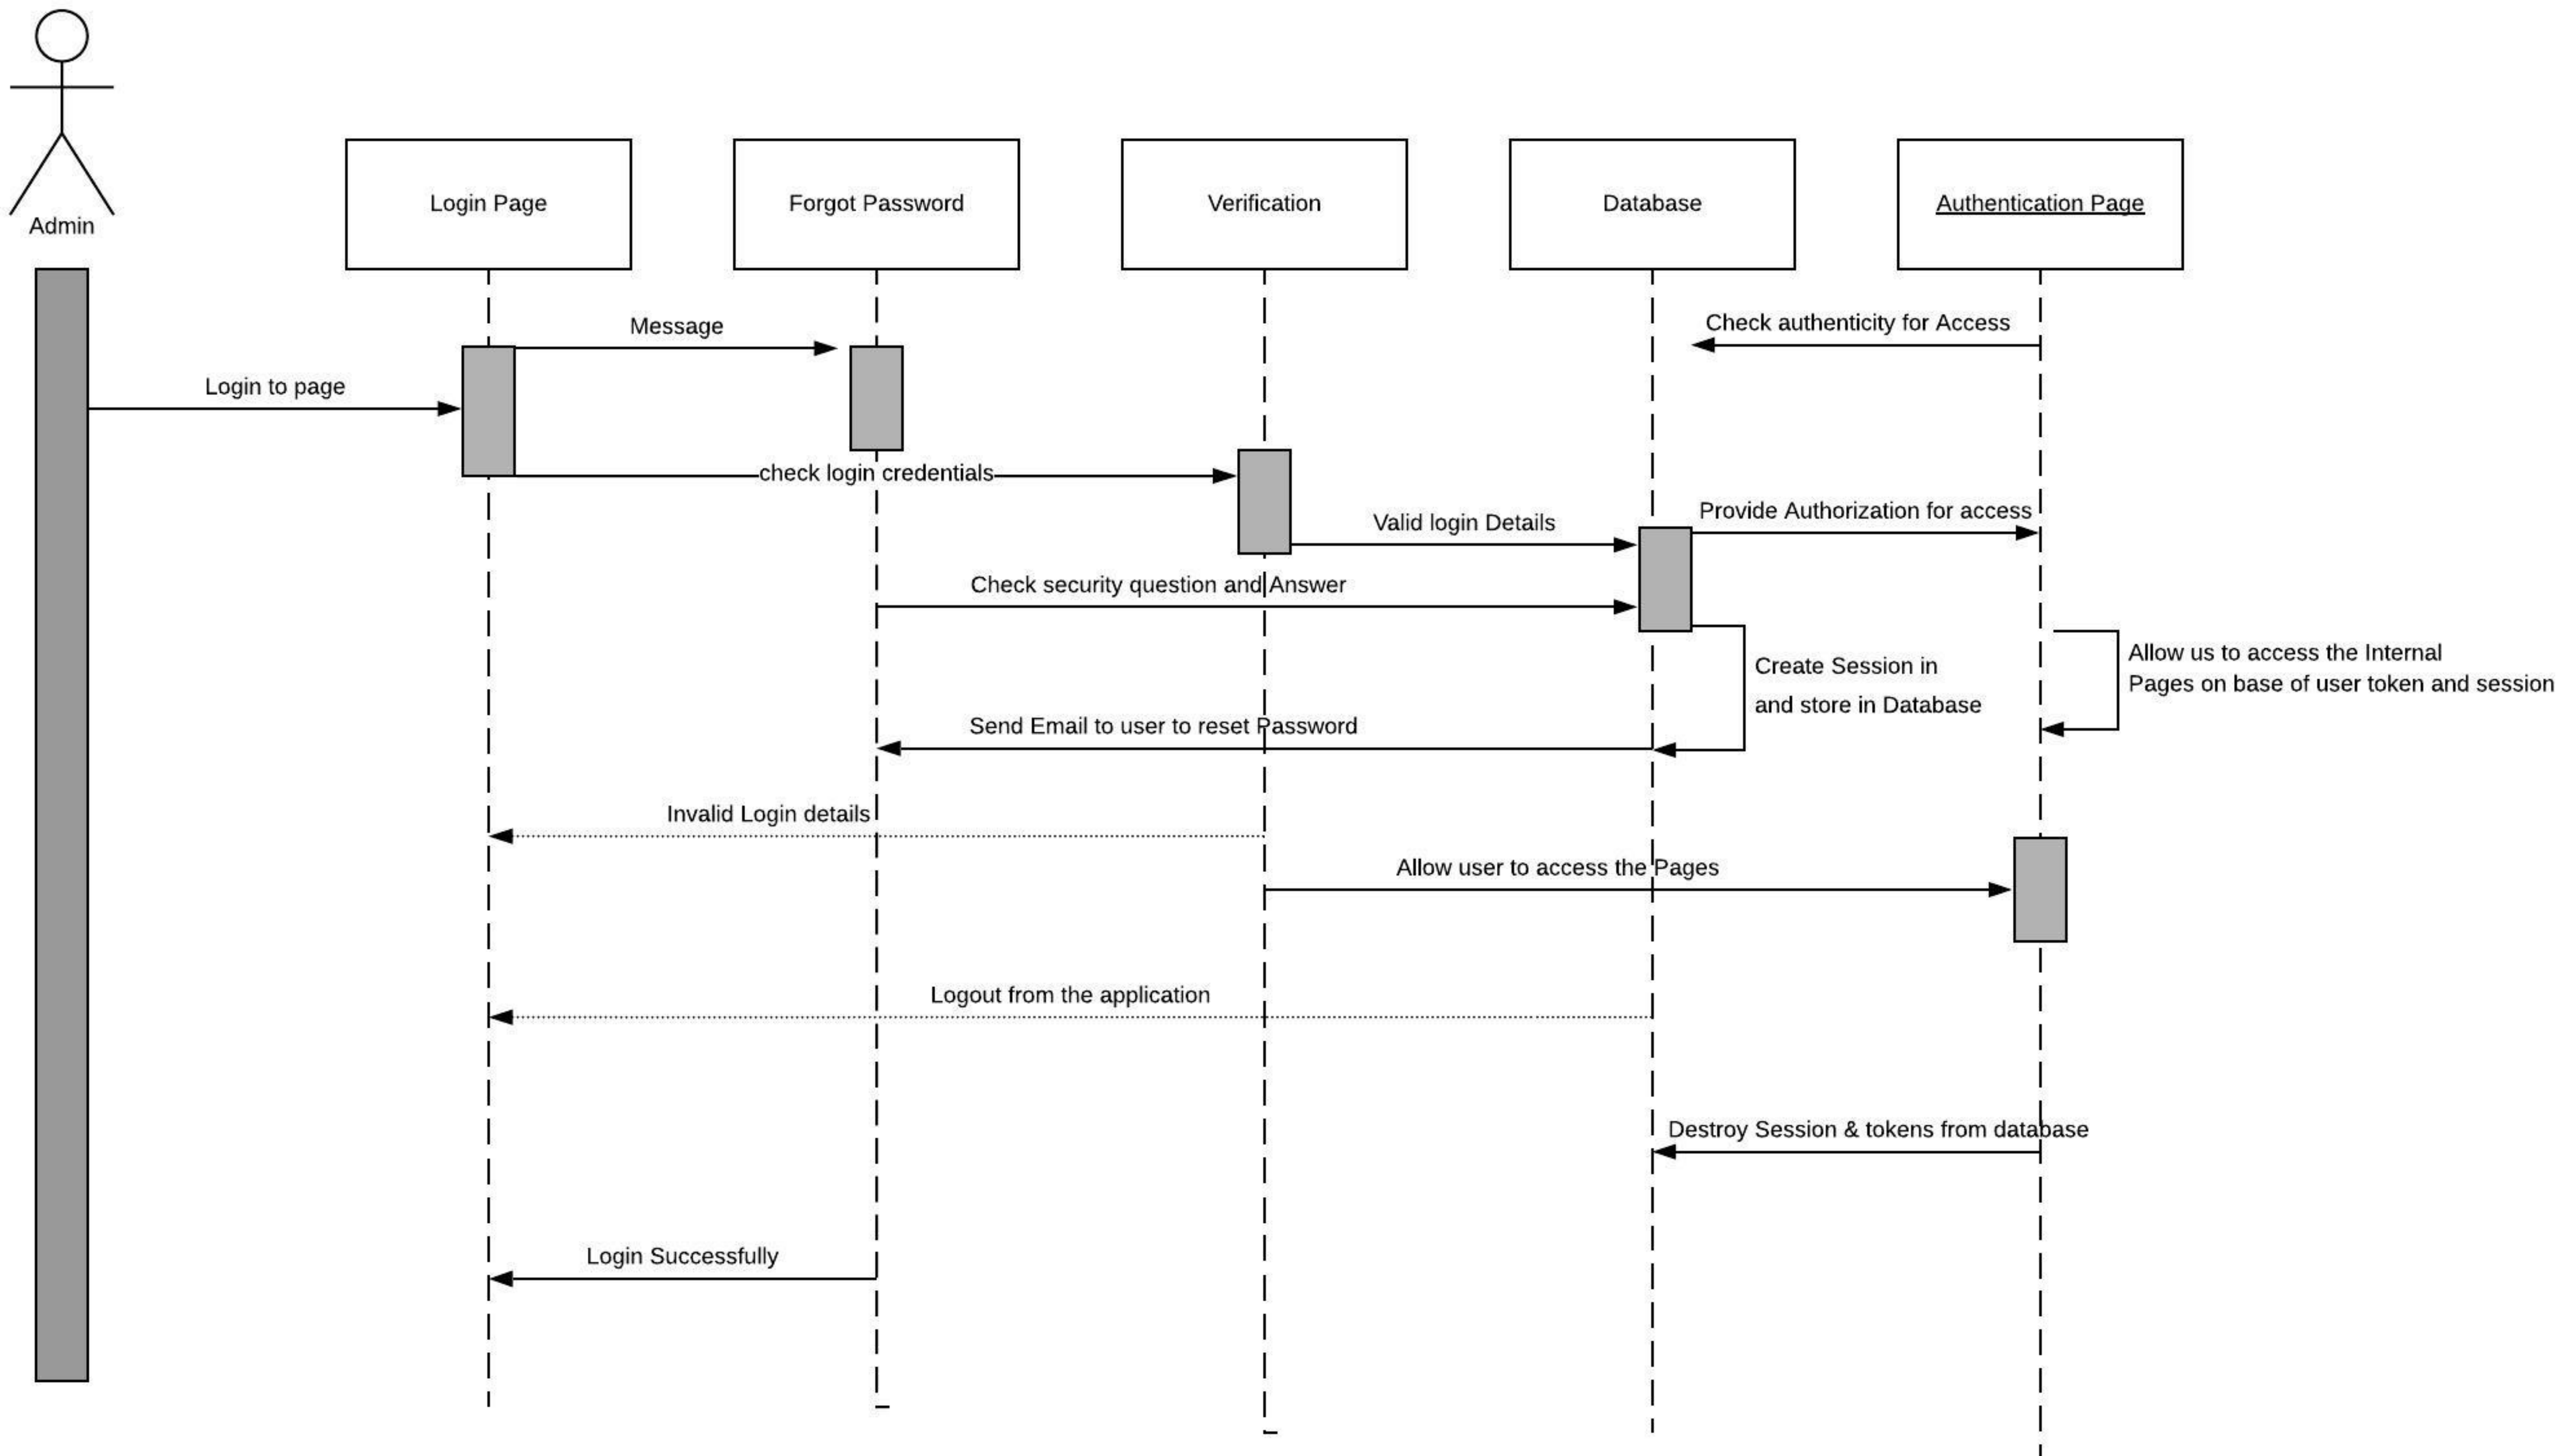 Admin
Login Page
Forgot Password
Verification
Database
Authentication Page
Check authenticity for Access
Message
Login to page
check login credentials
Provide Authorization for access
Valid login Details
Check security question and Answer
Allow us to access the Internal
Pages on base of user token and session
Create Session in
and store in Database
Send Email to user to reset Password
Invalid Login details
Allow user to access the Pages
Logout from the application
Destroy Session & tokens from database
Login Successfully